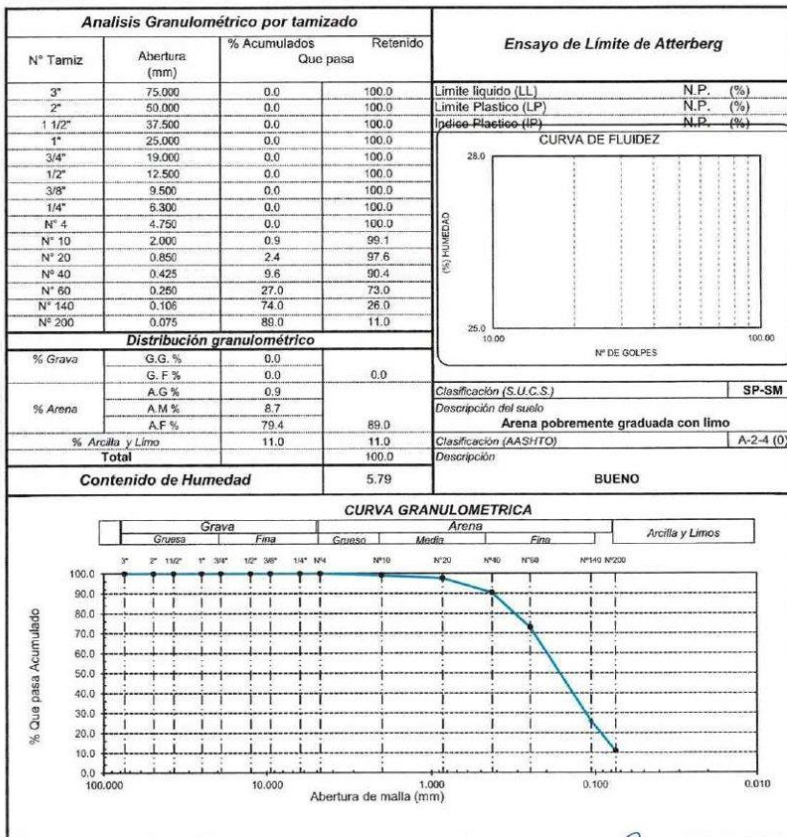 Analisis Granulométrico por tamizado
N° Tamiz Abertura (mm) % Acumulados Retenido Que pasa
3" 75.000 0.0 100.0
2" 50.000 0.0 100.0
1 1/2" 37.500 0.0 100.0
1" 25.000 0.0 100.0
3/4" 19.000 0.0 100.0
1/2" 12.500 0.0 100.0
3/8" 9.500 0.0 100.0
1/4" 6.300 0.0 100.0
N° 4 4.750 0.0 100.0
N° 10 2.000 0.9 99.1
N° 20 0.850 2.4 97.6
Nº 40 0.425 9.6 90.4
N° 60 0.250 27.0 73.0
N° 140 0.106 74.0 26.0
Nº 200 0.075 89.0 11.0
Distribución granulométrico
% Grava G.G. % 0.0
G. F % 0.0 0.0
A.G % 0.9
% Arena A.M % 8.7
A.F % 79.4 89.0
% Arcilla y Limo 11.0 11.0
Total 100.0
Contenido de Humedad 5.79
Ensayo de Límite de Atterberg
Limite liquido (LL) N.P. (%)
Limite Plastico (LP) N.P. (%)
Indice Plastico (IP) N.P. (%)
CURVA DE FLUIDEZ
28.0
(%) HUMEDAD
25.0
10.00 100.00
Nº DE GOLPES
Clasificación (S.U.C.S.) SP-SM
Descripción del suelo
Arena pobremente graduada con limo
Clasificación (AASHTO) A-2-4 (0)
Descripción
BUENO
CURVA GRANULOMETRICA
Grava Arena Arcilla y Limos
Gruesa Fina Grueso Media Fina
3" 2" 11/2" 1" 3/4" 1/2" 3/8" 1/4" Nº4 Nº10 Nº20 Nº40 Nº60 Nº140 Nº200
100.0
90.0
80.0
70.0
60.0
50.0
40.0
30.0
20.0
10.0
0.0
% Que pasa Acumulado
100.000 10.000 1.000 0.100 0.010
Abertura de malla (mm)